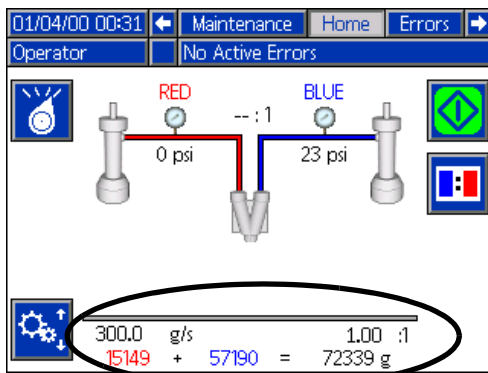 01/04/00 00:31 Maintenance Home Errors
Operator No Active Errors
RED BLUE
-- : 1
0 psi 23 psi
300.0 g/s 1.00 :1
15149 + 57190 = 72339 g